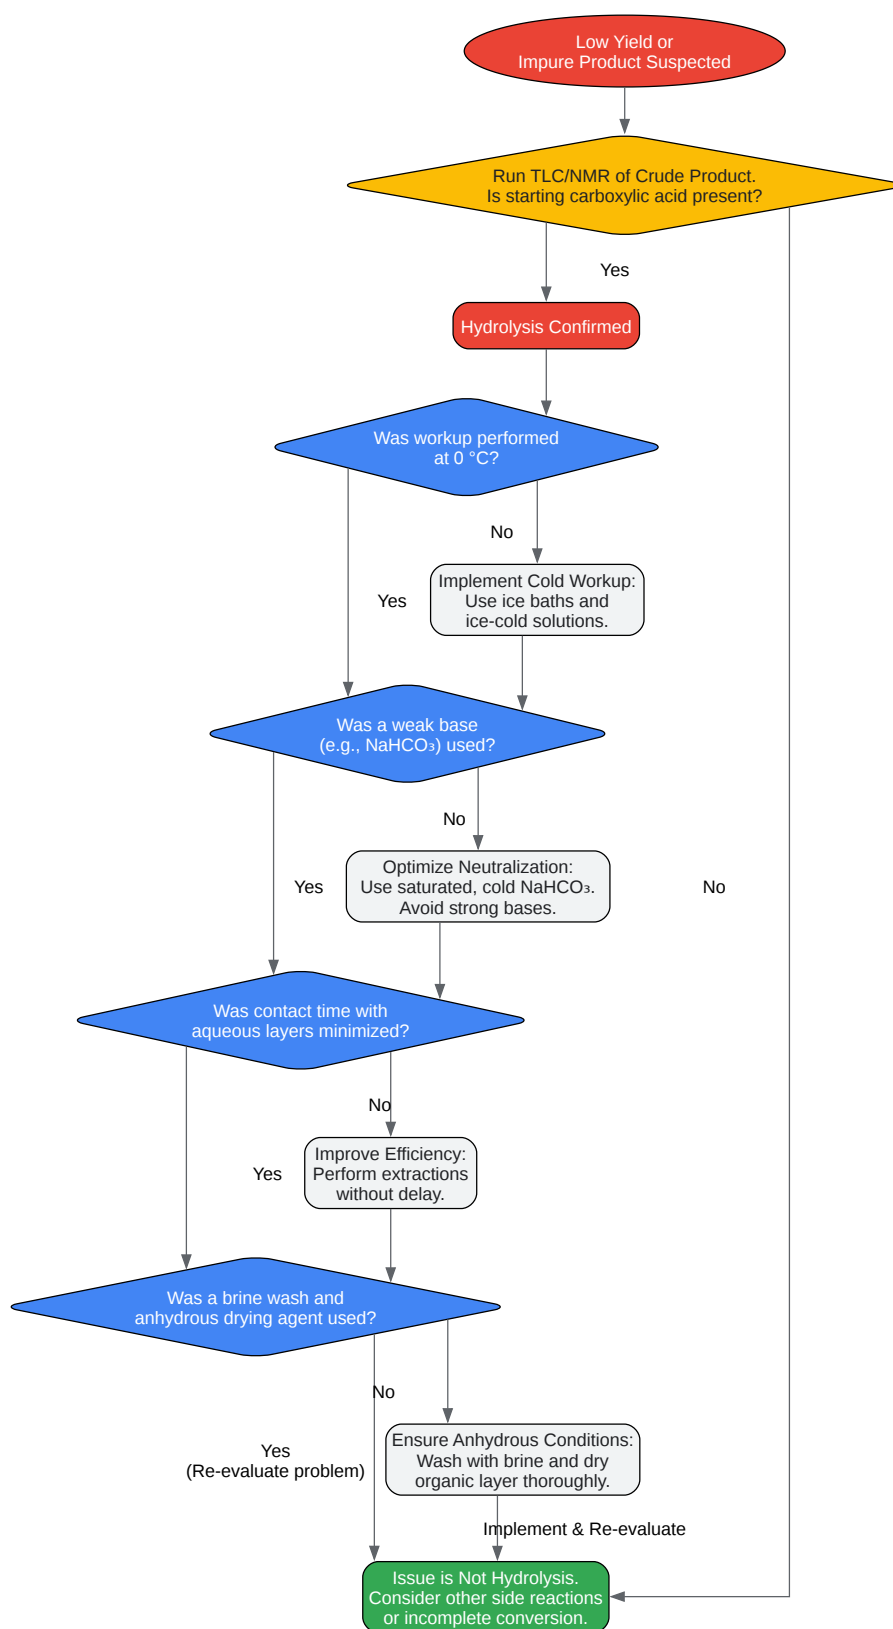 Low Yield or
Impure Product Suspected
Run TLC/NMR of Crude Product.
Is starting carboxylic acid present?
Yes
Hydrolysis Confirmed
Was workup performed
at 0 °C?
No
Implement Cold Workup:
Use ice baths and
ice-cold solutions.
Yes
Was a weak base
(e.g., NaHCO₃) used?
No
Optimize Neutralization:
Use saturated, cold NaHCO₃.
Avoid strong bases.
Yes
No
Was contact time with
aqueous layers minimized?
No
Improve Efficiency:
Perform extractions
without delay.
Yes
Was a brine wash and
anhydrous drying agent used?
No
Ensure Anhydrous Conditions:
Wash with brine and dry
organic layer thoroughly.
Yes
(Re-evaluate problem)
Implement & Re-evaluate
Issue is Not Hydrolysis.
Consider other side reactions
or incomplete conversion.